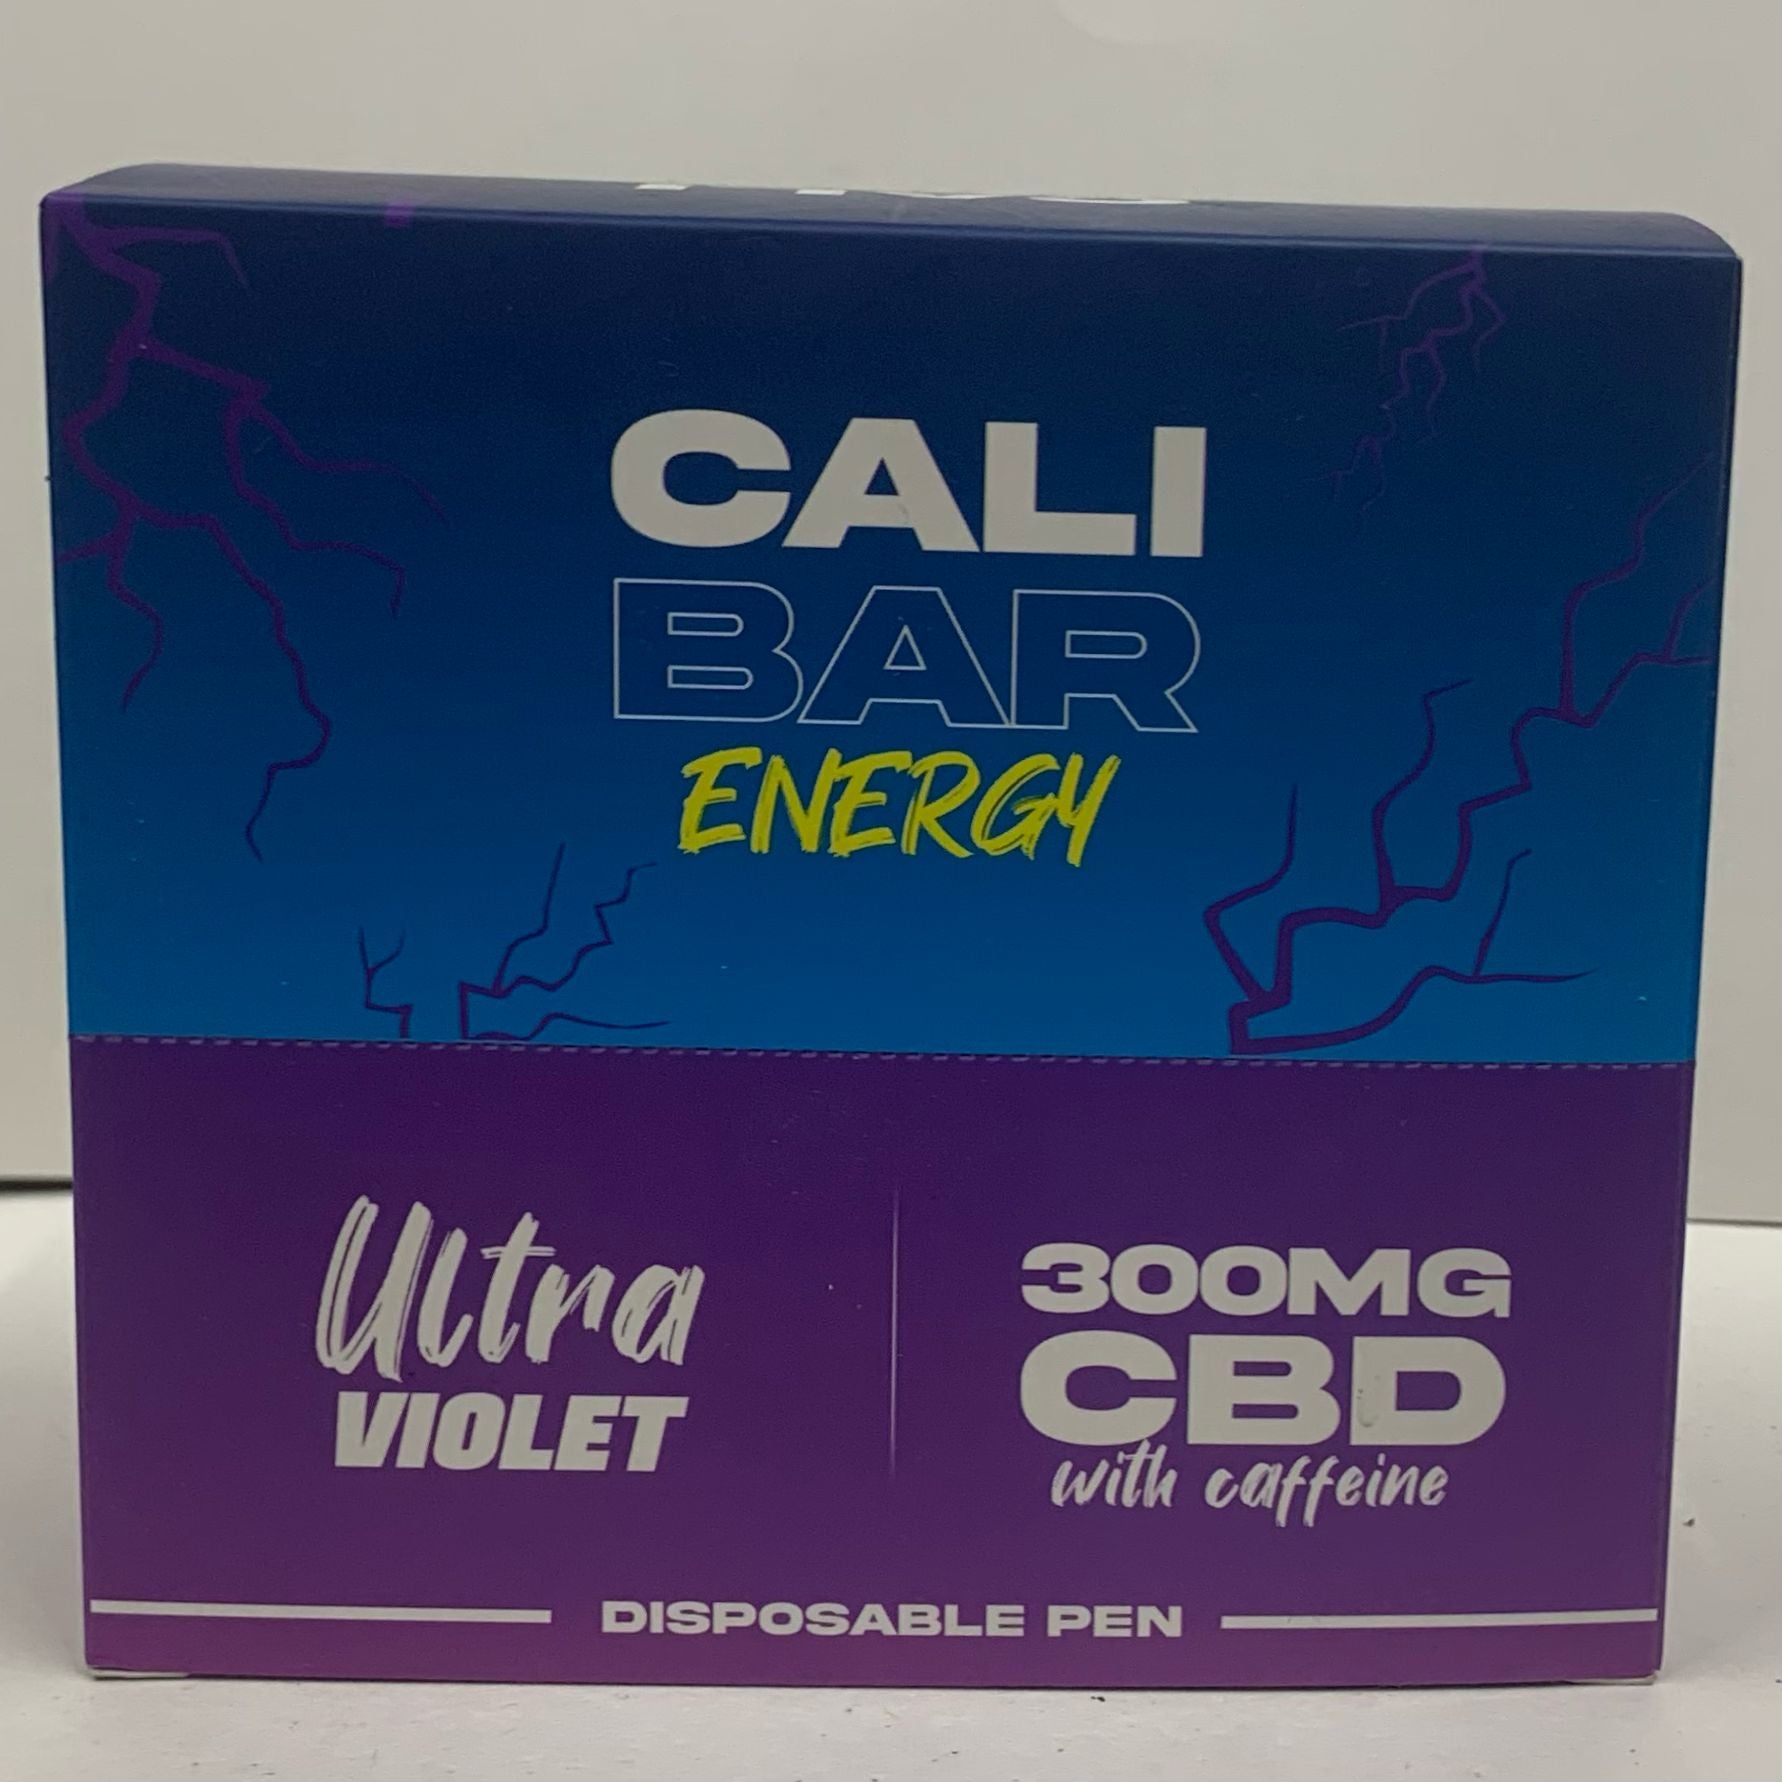 CALI
BAR
ENERGY
Ultra
VIOLET
300MG
CBD
with caffeine
DISPOSABLE PEN